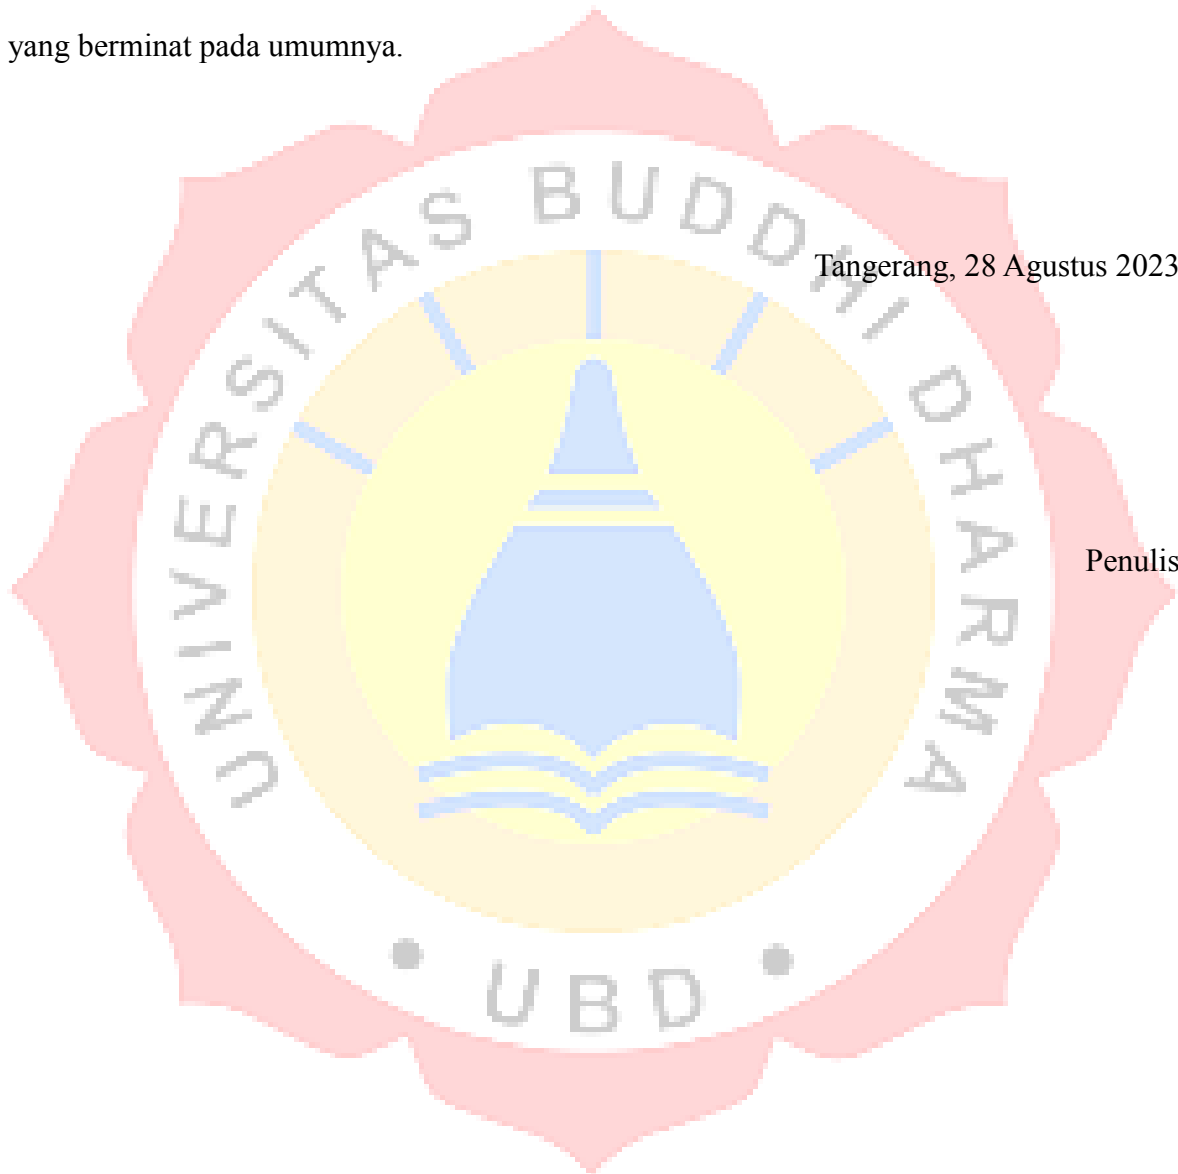 yang berminat pada umumnya.
UNIVERSITAS BUDDHI DHARMA
Tangerang, 28 Agustus 2023
Penulis
• UBD •